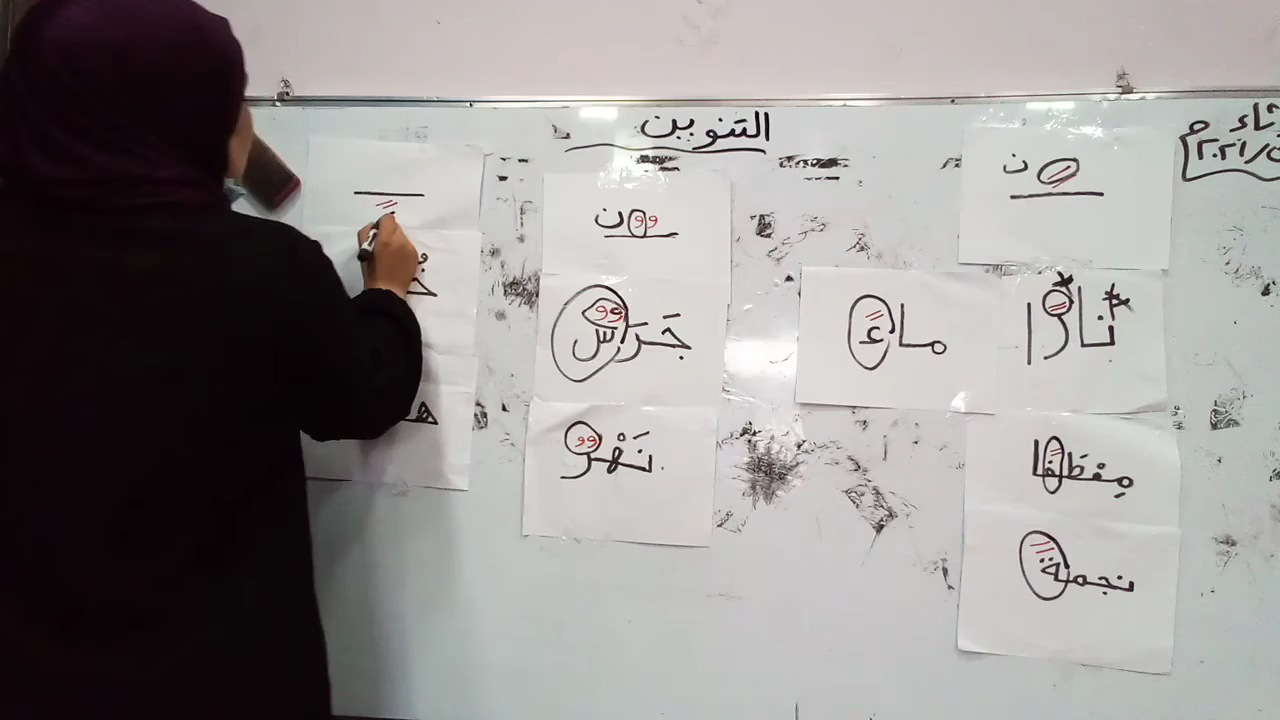 التنوين
ً ن
نارًا
ماءً
مِعْطَفًا
نجمةً
ٌ ن
جَرَسٌ
نَهْرٌ